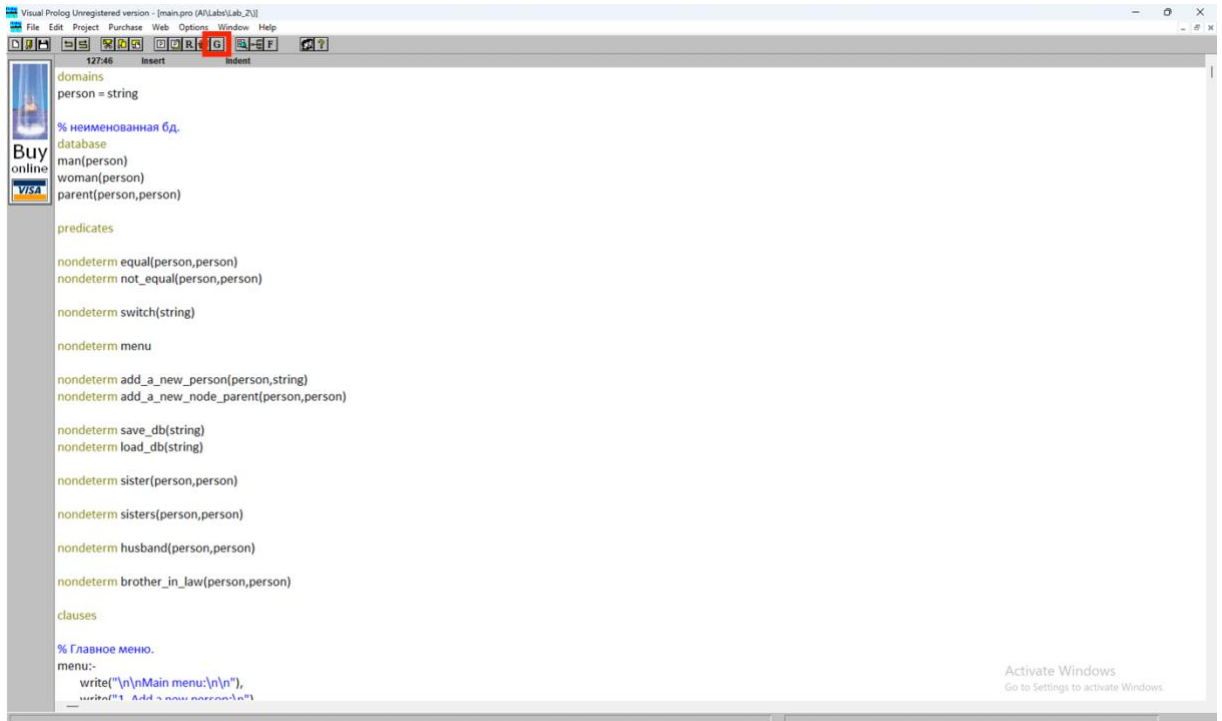 Visual Prolog Unregistered version - [main.pro (AI\Labs\Lab_2\)]
File Edit Project Purchase Web Options Window Help
R G F ?
127:46 Insert Indent
domains
person = string
% неименованная бд.
Buy
online
VISA
database
man(person)
woman(person)
parent(person,person)
predicates
nondeterm equal(person,person)
nondeterm not_equal(person,person)
nondeterm switch(string)
nondeterm menu
nondeterm add_a_new_person(person,string)
nondeterm add_a_new_node_parent(person,person)
nondeterm save_db(string)
nondeterm load_db(string)
nondeterm sister(person,person)
nondeterm sisters(person,person)
nondeterm husband(person,person)
nondeterm brother_in_law(person,person)
clauses
% Главное меню.
menu:-
write("\n\nMain menu:\n\n"),
write("1. Add a new person;\n")
Activate Windows
Go to Settings to activate Windows.